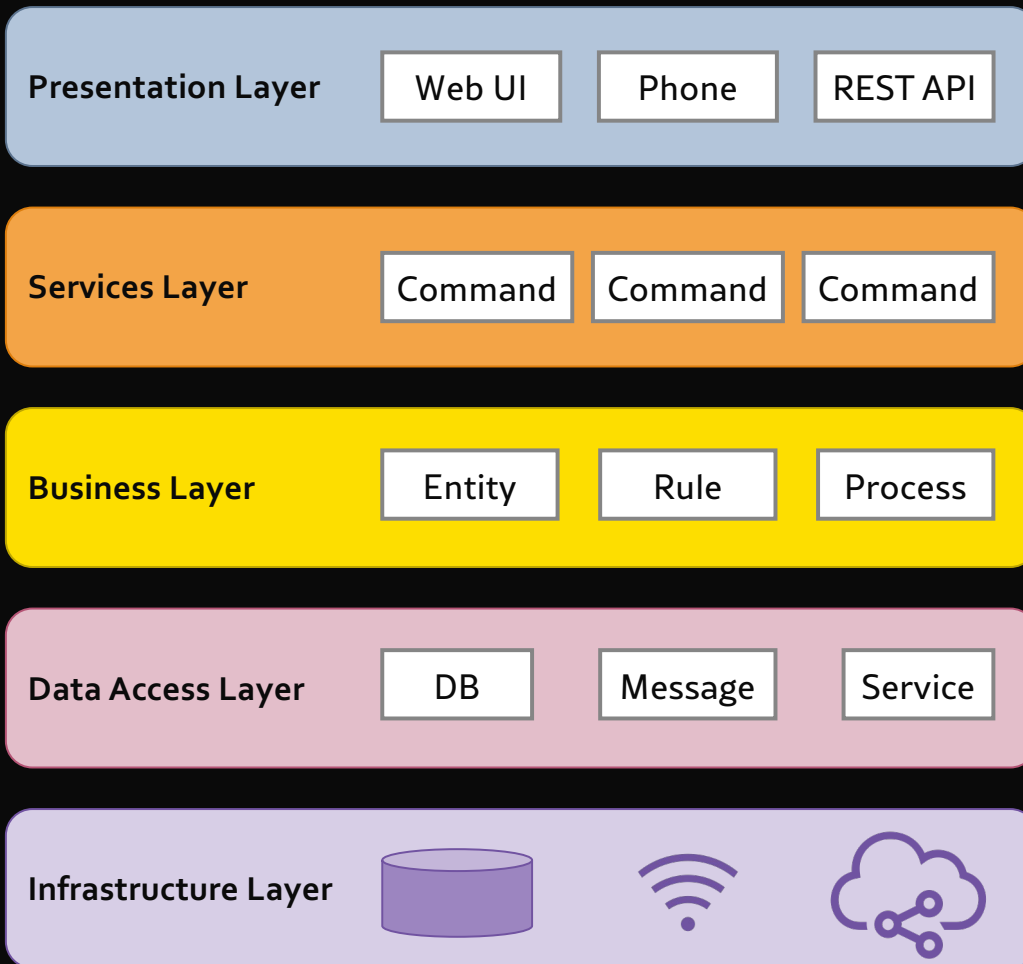 Presentation Layer Web UI Phone REST API
Services Layer Command Command Command
Business Layer Entity Rule Process
Data Access Layer DB Message Service
Infrastructure Layer